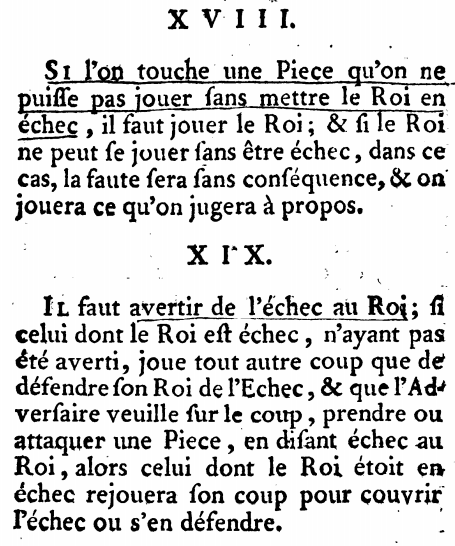 XVIII.
SI l'on touche une Piece qu'on ne
puiſſe pas jouer ſans mettre le Roi en
échec, il faut jouer le Roi; & ſi le Roi
ne peut ſe jouer ſans être échec, dans ce
cas, la faute ſera ſans conſéquence, & on
jouera ce qu'on jugera à propos.
XIX.
IL faut avertir de l'échec au Roi; ſi
celui dont le Roi eſt échec, n'ayant pas
été averti, joue tout autre coup que de
défendre ſon Roi de l'Echec, & que l'Ad-
verſaire veuille ſur le coup, prendre ou
attaquer une Piece, en diſant échec au
Roi, alors celui dont le Roi étoit en
échec rejouera ſon coup pour couvrir
l'échec ou s'en défendre.